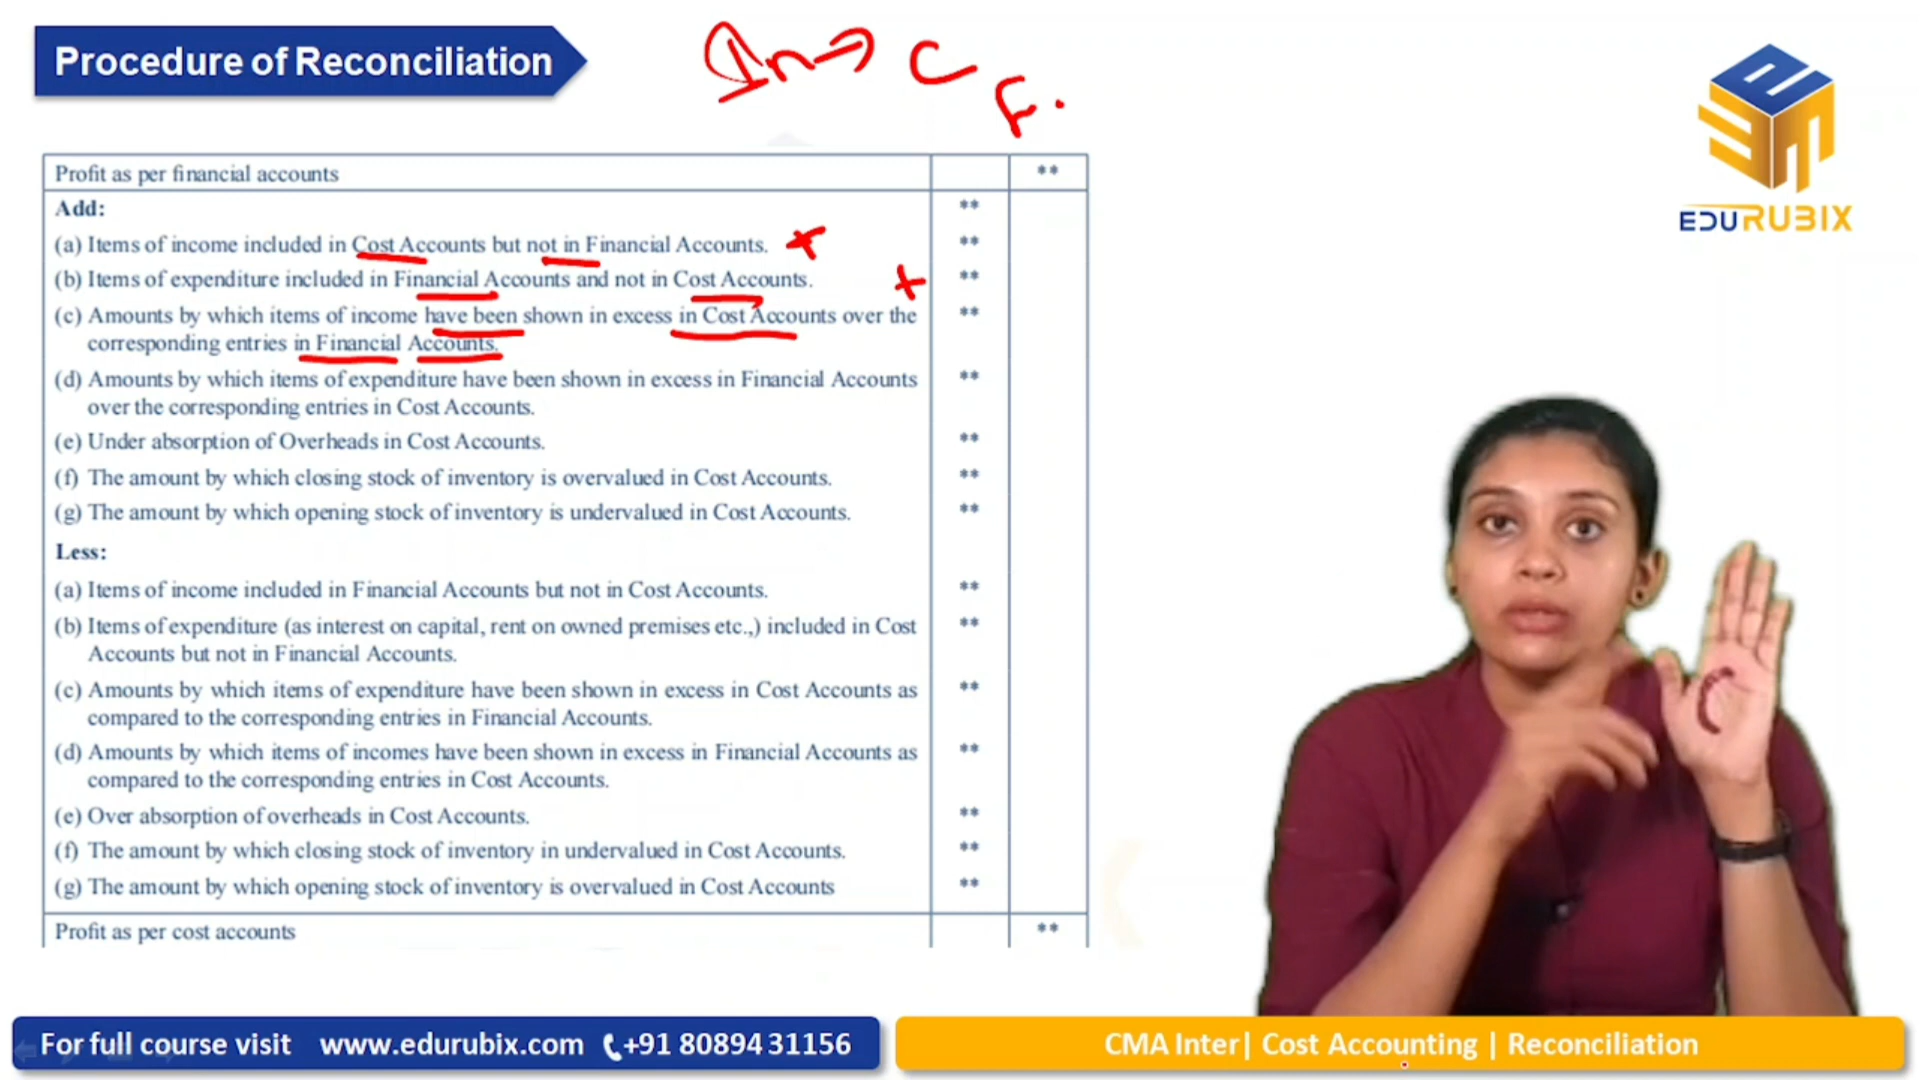 Procedure of Reconciliation
In → C
F.
EDURUBIX
Profit as per financial accounts **
Add: **
(a) Items of income included in Cost Accounts but not in Financial Accounts. **
(b) Items of expenditure included in Financial Accounts and not in Cost Accounts. **
(c) Amounts by which items of income have been shown in excess in Cost Accounts over the **
corresponding entries in Financial Accounts.
(d) Amounts by which items of expenditure have been shown in excess in Financial Accounts **
over the corresponding entries in Cost Accounts.
(e) Under absorption of Overheads in Cost Accounts. **
(f) The amount by which closing stock of inventory is overvalued in Cost Accounts. **
(g) The amount by which opening stock of inventory is undervalued in Cost Accounts. **
Less:
(a) Items of income included in Financial Accounts but not in Cost Accounts. **
(b) Items of expenditure (as interest on capital, rent on owned premises etc.,) included in Cost **
Accounts but not in Financial Accounts.
(c) Amounts by which items of expenditure have been shown in excess in Cost Accounts as **
compared to the corresponding entries in Financial Accounts.
(d) Amounts by which items of incomes have been shown in excess in Financial Accounts as **
compared to the corresponding entries in Cost Accounts.
(e) Over absorption of overheads in Cost Accounts. **
(f) The amount by which closing stock of inventory in undervalued in Cost Accounts. **
(g) The amount by which opening stock of inventory is overvalued in Cost Accounts **
Profit as per cost accounts **
For full course visit www.edurubix.com +91 80894 31156
CMA Inter| Cost Accounting | Reconciliation